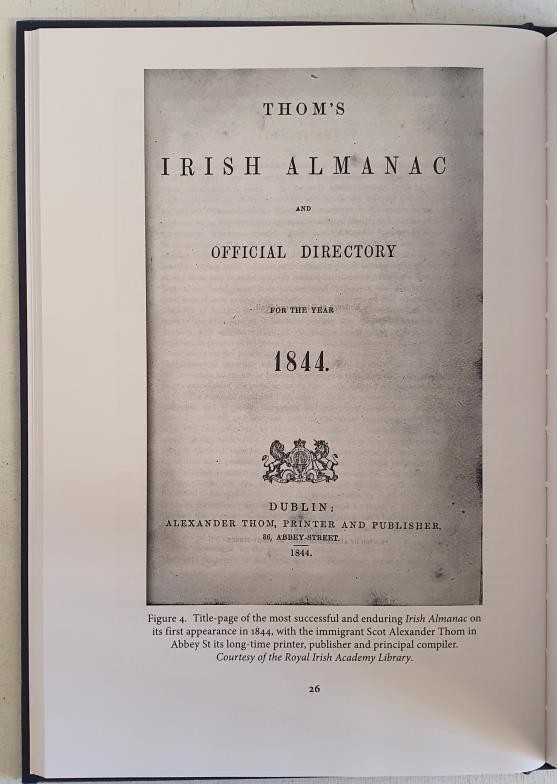 THOM'S
IRISH ALMANAC
AND
OFFICIAL DIRECTORY
FOR THE YEAR
1844.
DUBLIN:
ALEXANDER THOM, PRINTER AND PUBLISHER,
86, ABBEY-STREET.
1844.
Figure 4. Title-page of the most successful and enduring Irish Almanac on
its first appearance in 1844, with the immigrant Scot Alexander Thom in
Abbey St its long-time printer, publisher and principal compiler.
Courtesy of the Royal Irish Academy Library.
26